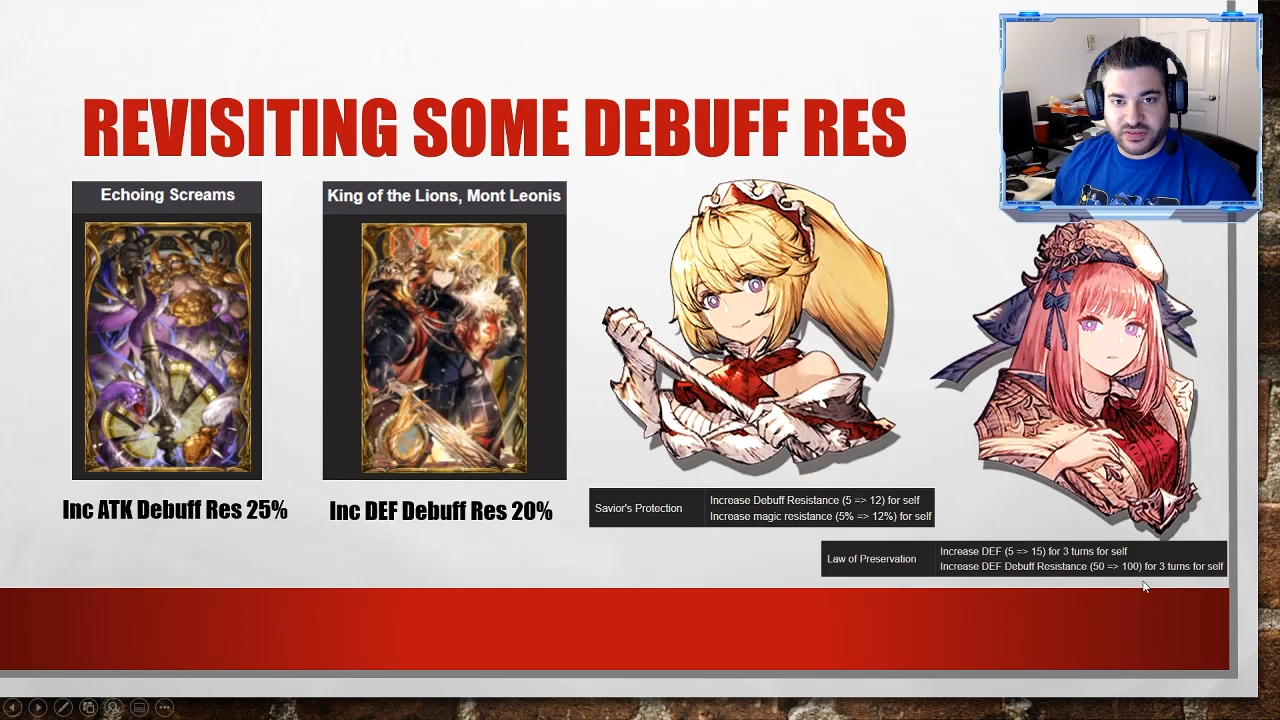 REVISITING SOME DEBUFF RES
Echoing Screams
King of the Lions, Mont Leonis
Inc ATK Debuff Res 25%
Inc DEF Debuff Res 20%
Savior's Protection
Increase Debuff Resistance (5 => 12) for self
Increase magic resistance (5% => 12%) for self
Law of Preservation
Increase DEF (5 => 15) for 3 turns for self
Increase DEF Debuff Resistance (50 => 100) for 3 turns for self